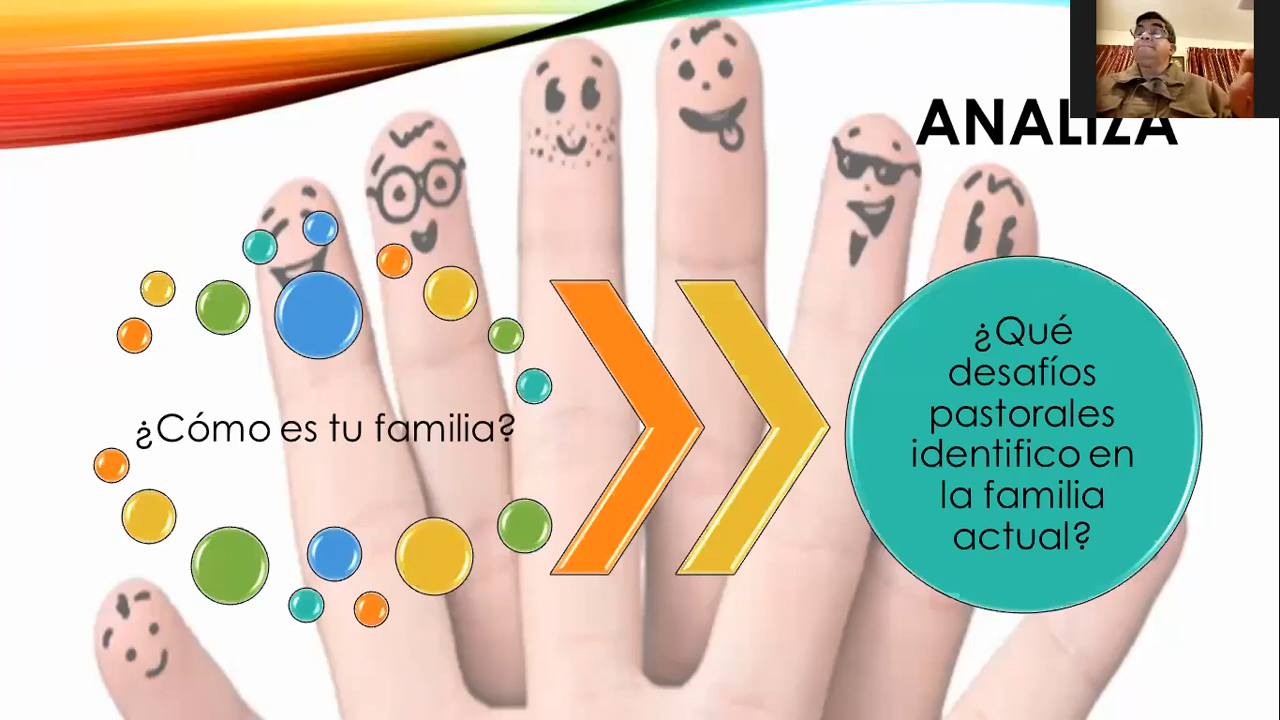 ANALIZA
¿Cómo es tu familia?
¿Qué
desafíos
pastorales
identifico en
la familia
actual?